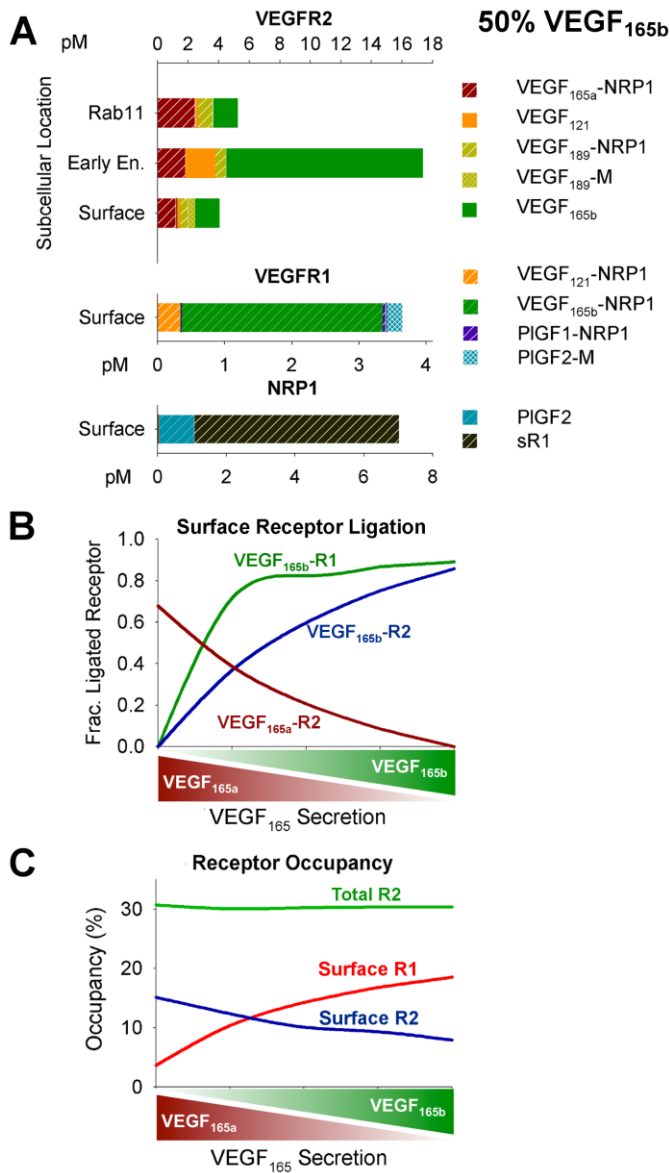 A
VEGFR2
50% VEGF165b
pM
0 2 4 6 8 10 12 14 16 18
Subcellular Location
Rab11
Early En.
Surface
VEGF165a-NRP1
VEGF121
VEGF189-NRP1
VEGF189-M
VEGF165b
VEGFR1
Surface
0 1 2 3 4
pM
VEGF121-NRP1
VEGF165b-NRP1
PlGF1-NRP1
PlGF2-M
NRP1
Surface
0 2 4 6 8
pM
PlGF2
sR1
B
Surface Receptor Ligation
Frac. Ligated Receptor
1.0
0.8
0.6
0.4
0.2
0.0
VEGF165b-R1
VEGF165b-R2
VEGF165a-R2
VEGF165a
VEGF165b
VEGF165 Secretion
C
Receptor Occupancy
Occupancy (%)
30
20
10
0
Total R2
Surface R1
Surface R2
VEGF165a
VEGF165b
VEGF165 Secretion